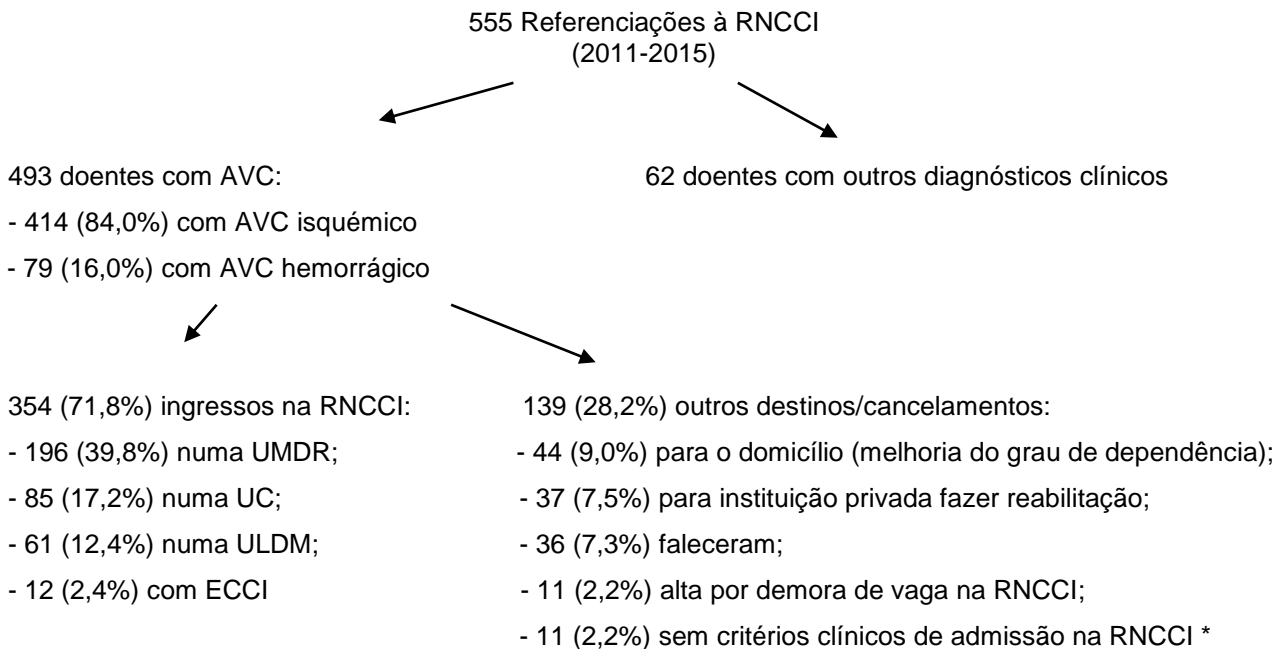 555 Referenciações à RNCCI
(2011-2015)
493 doentes com AVC:
- 414 (84,0%) com AVC isquémico
- 79 (16,0%) com AVC hemorrágico
62 doentes com outros diagnósticos clínicos
354 (71,8%) ingressos na RNCCI:
- 196 (39,8%) numa UMDR;
- 85 (17,2%) numa UC;
- 61 (12,4%) numa ULDM;
- 12 (2,4%) com ECCI
139 (28,2%) outros destinos/cancelamentos:
- 44 (9,0%) para o domicílio (melhoria do grau de dependência);
- 37 (7,5%) para instituição privada fazer reabilitação;
- 36 (7,3%) faleceram;
- 11 (2,2%) alta por demora de vaga na RNCCI;
- 11 (2,2%) sem critérios clínicos de admissão na RNCCI *